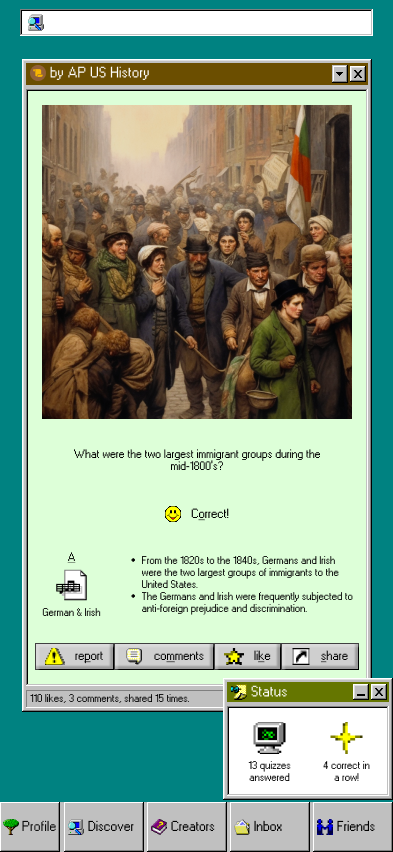 by AP US History
What were the two largest immigrant groups during the
mid-1800's?
Correct!
A
German & Irish
• From the 1820s to the 1840s, Germans and Irish
were the two largest groups of immigrants to the
United States.
• The Germans and Irish were frequently subjected to
anti-foreign prejudice and discrimination.
report
comments
like
share
110 likes, 3 comments, shared 15 times.
Status
13 quizzes
answered
4 correct in
a row!
Profile
Discover
Creators
Inbox
Friends